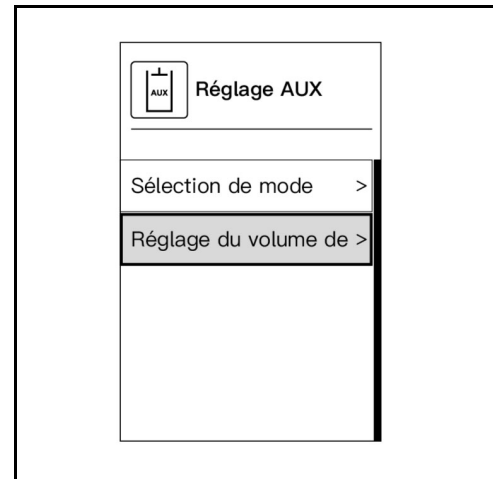 AUX
Réglage AUX
Sélection de mode >
Réglage du volume de >